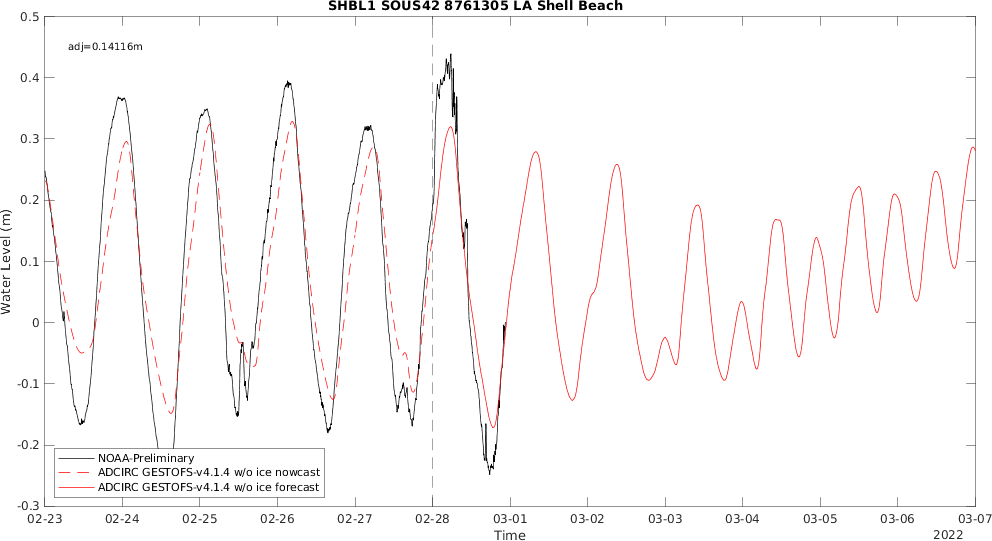 SHBL1 SOUS42 8761305 LA Shell Beach
adj=0.14116m
Water Level (m)
0.5
0.4
0.3
0.2
0.1
0
-0.1
-0.2
-0.3
NOAA-Preliminary
ADCIRC GESTOFS-v4.1.4 w/o ice nowcast
ADCIRC GESTOFS-v4.1.4 w/o ice forecast
02-23 02-24 02-25 02-26 02-27 02-28 03-01 03-02 03-03 03-04 03-05 03-06 03-07
Time
2022